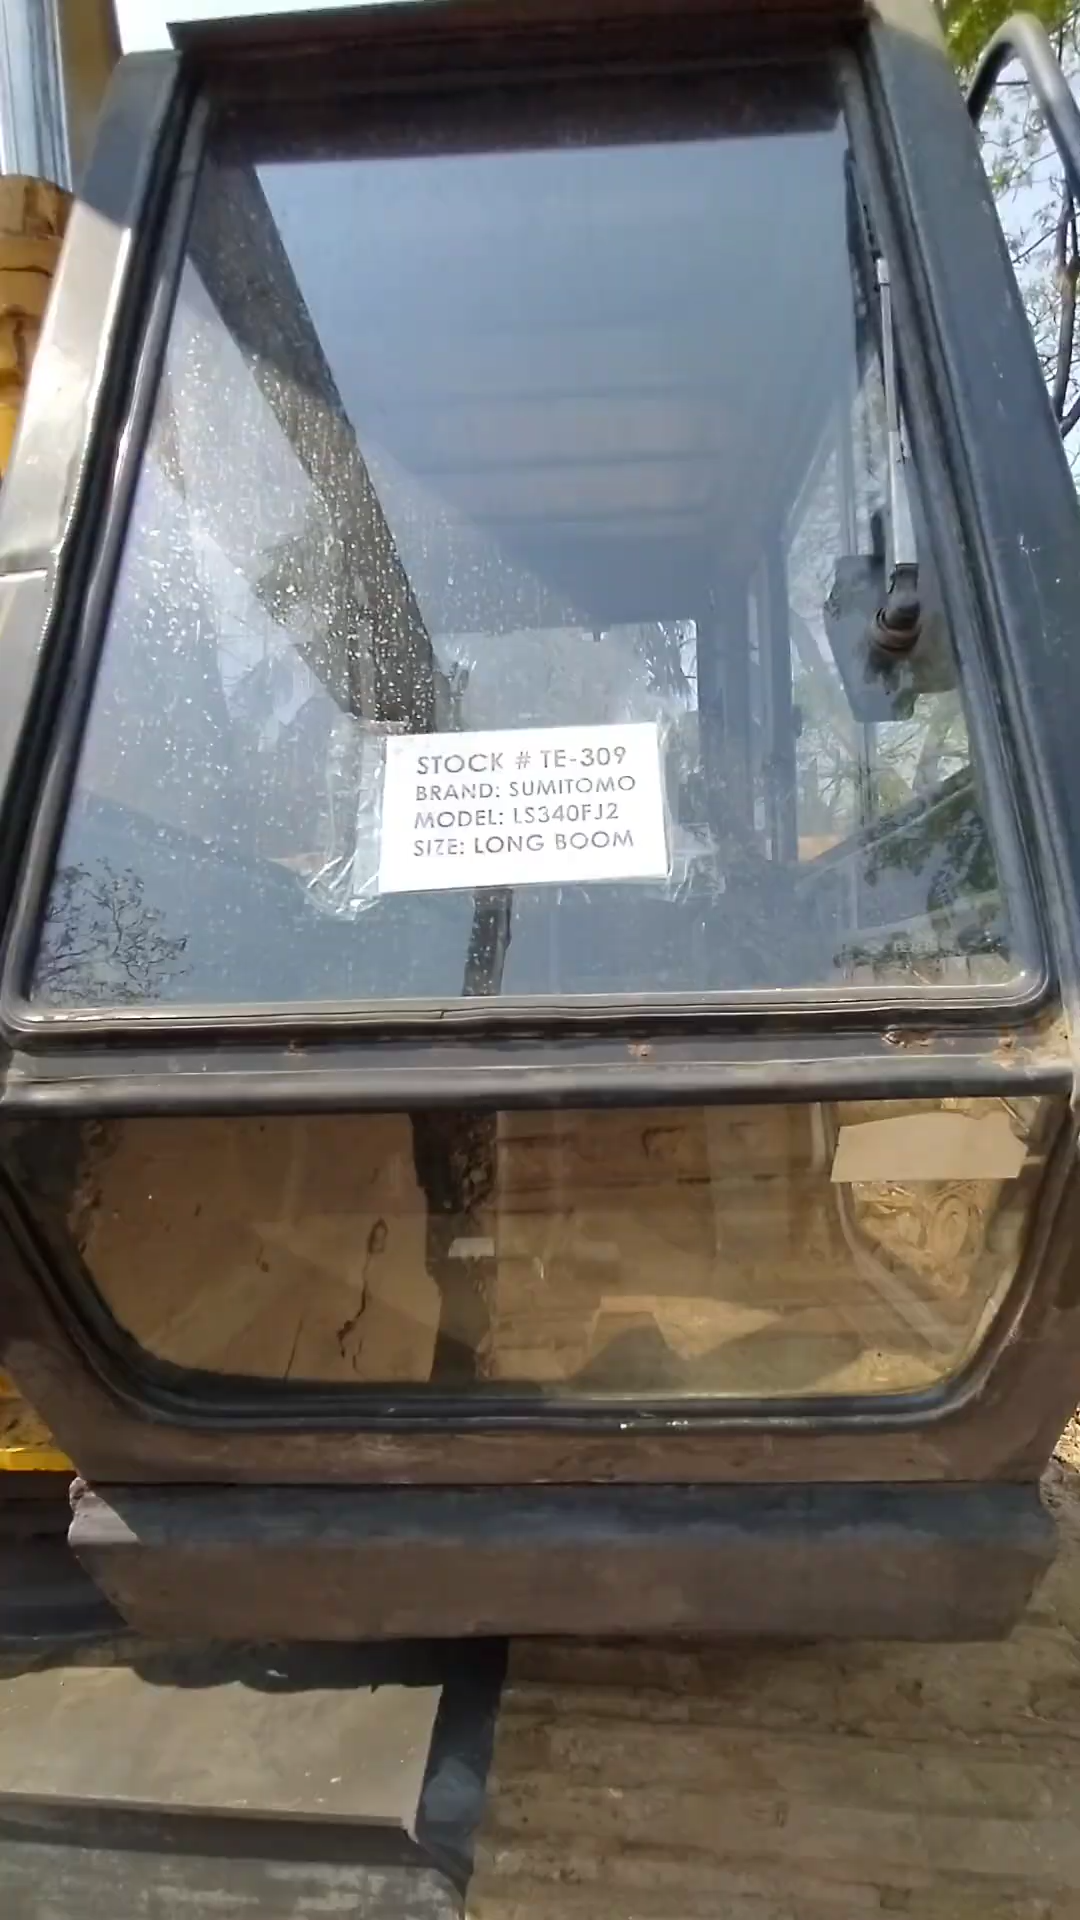 STOCK # TE-309
BRAND: SUMITOMO
MODEL: LS340FJ2
SIZE: LONG BOOM